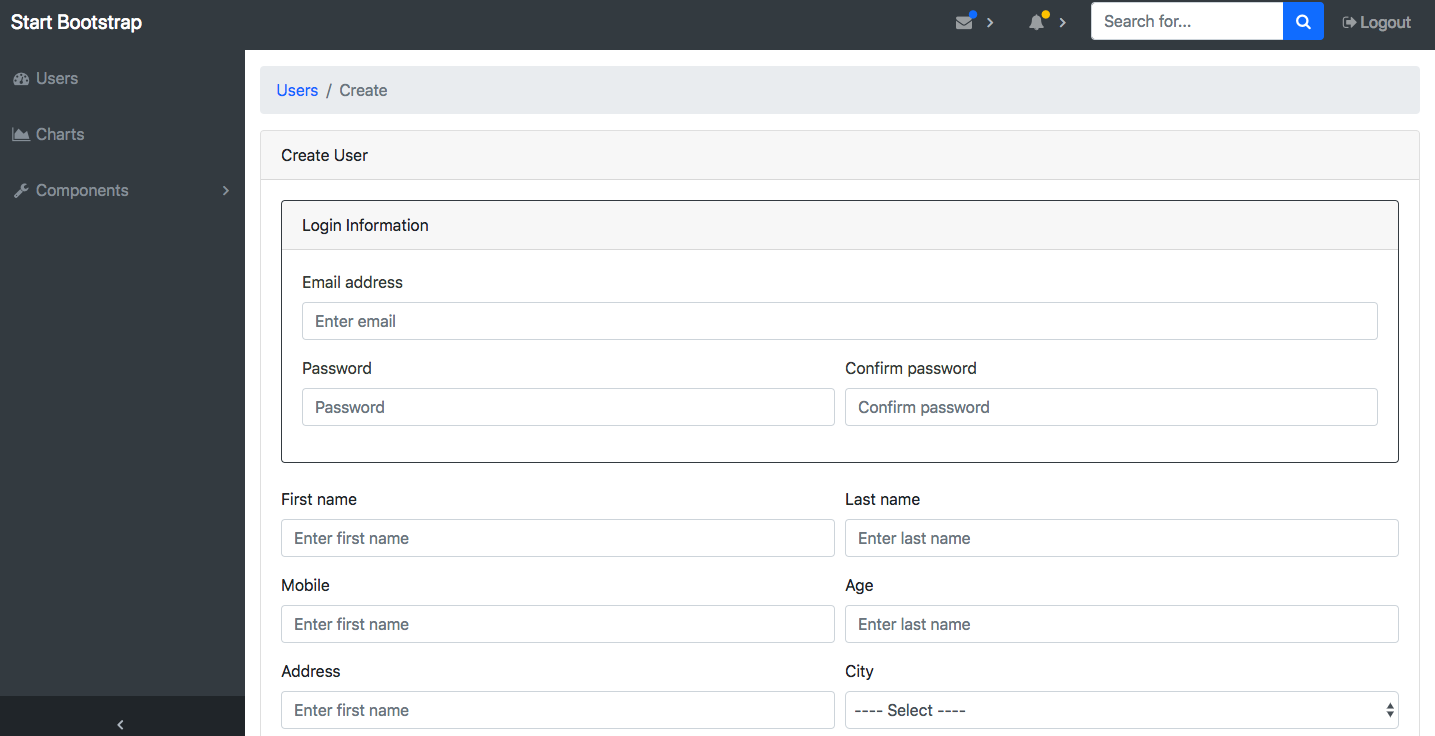 Start Bootstrap
Search for...
Logout
Users
Charts
Components
Users / Create
Create User
Login Information
Email address
Enter email
Password Confirm password
Password Confirm password
First name Last name
Enter first name Enter last name
Mobile Age
Enter first name Enter last name
Address City
Enter first name ---- Select ----